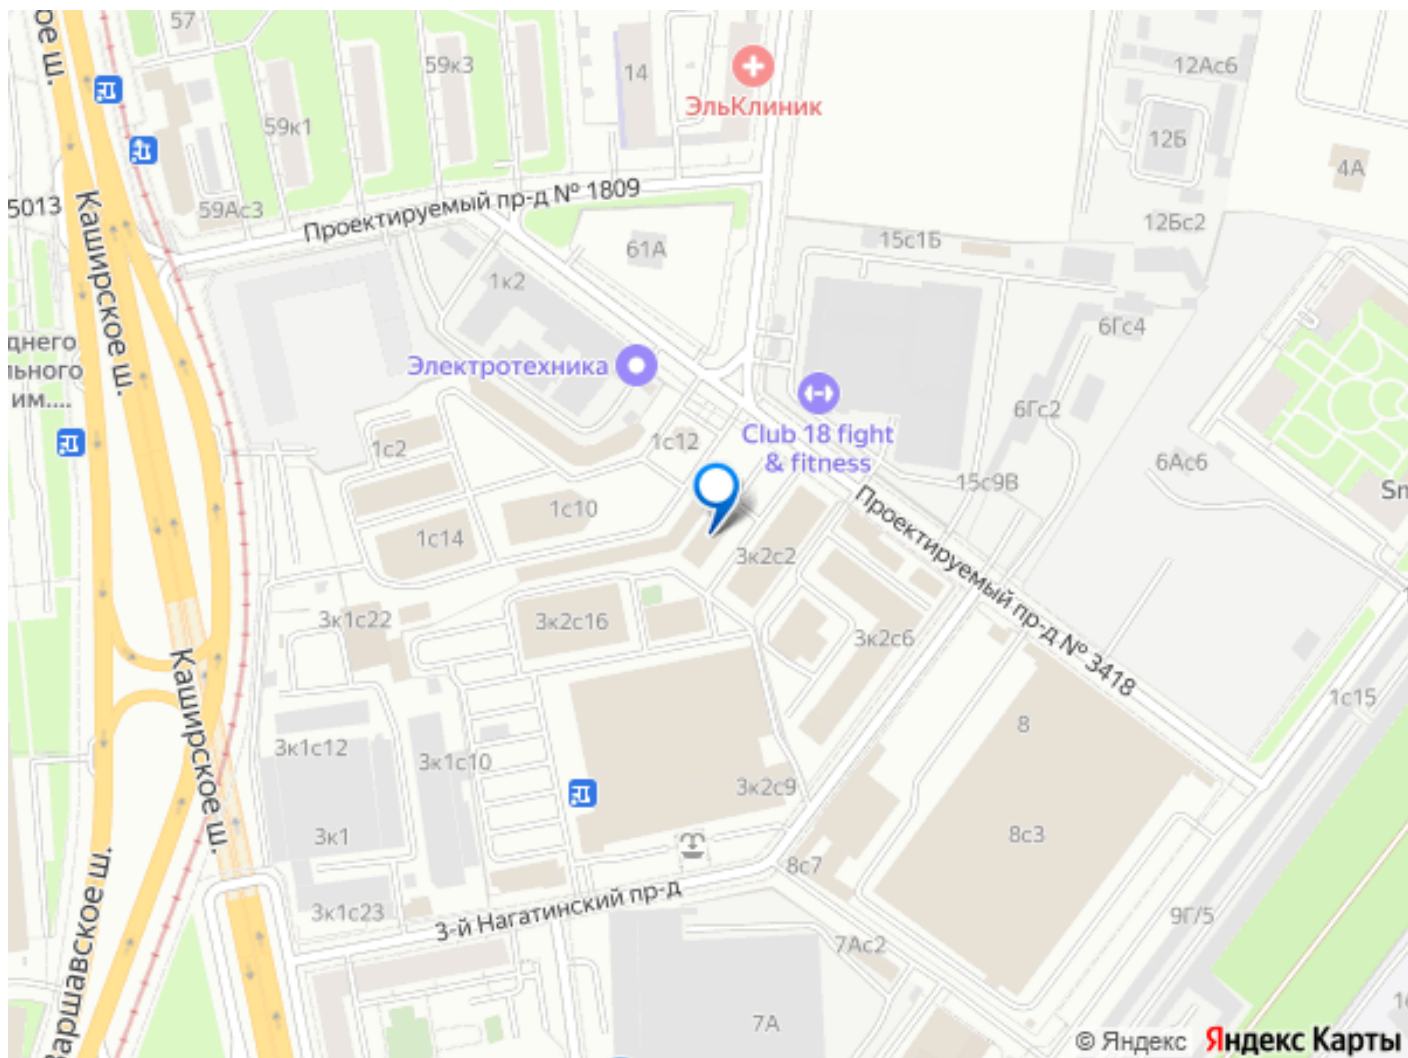 57
59к3
14
ЭльКлиник
12Ас6
12Б
4А
12Бс2
59к1
59Ас3
5013
Проектируемый пр-д № 1809
Каширское ш.
61А
15с1Б
1к2
6Гс4
Электротехника
Club 18 fight
& fitness
6Гс2
1с2
1с12
6Ас6
15с9В
1с10
1с14
Проектируемый пр-д № 3418
3к2с2
3к1с22
3к2с16
3к2с6
Каширское ш.
1с15
8
3к1с12
3к1с10
3к2с9
3к1
8с3
8с7
3к1с23
3-й Нагатинский пр-д
9Г/5
7Ас2
Варшавское ш.
7А
© Яндекс
Яндекс Карты